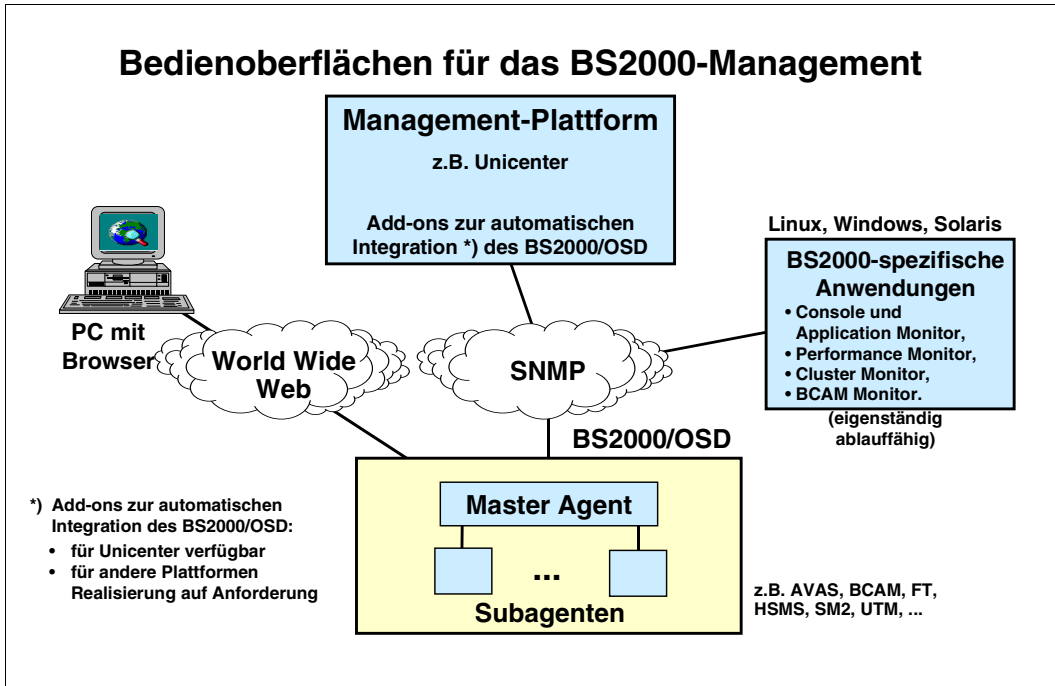 Bedienoberflächen für das BS2000-Management
Management-Plattform
z.B. Unicenter
Add-ons zur automatischen
Integration *) des BS2000/OSD
PC mit
Browser
World Wide
Web
SNMP
Linux, Windows, Solaris
BS2000-spezifische
Anwendungen
• Console und
Application Monitor,
• Performance Monitor,
• Cluster Monitor,
• BCAM Monitor.
(eigenständig
ablauffähig)
BS2000/OSD
Master Agent
...
Subagenten
*) Add-ons zur automatischen
Integration des BS2000/OSD:
• für Unicenter verfügbar
• für andere Plattformen
Realisierung auf Anforderung
z.B. AVAS, BCAM, FT,
HSMS, SM2, UTM, ...